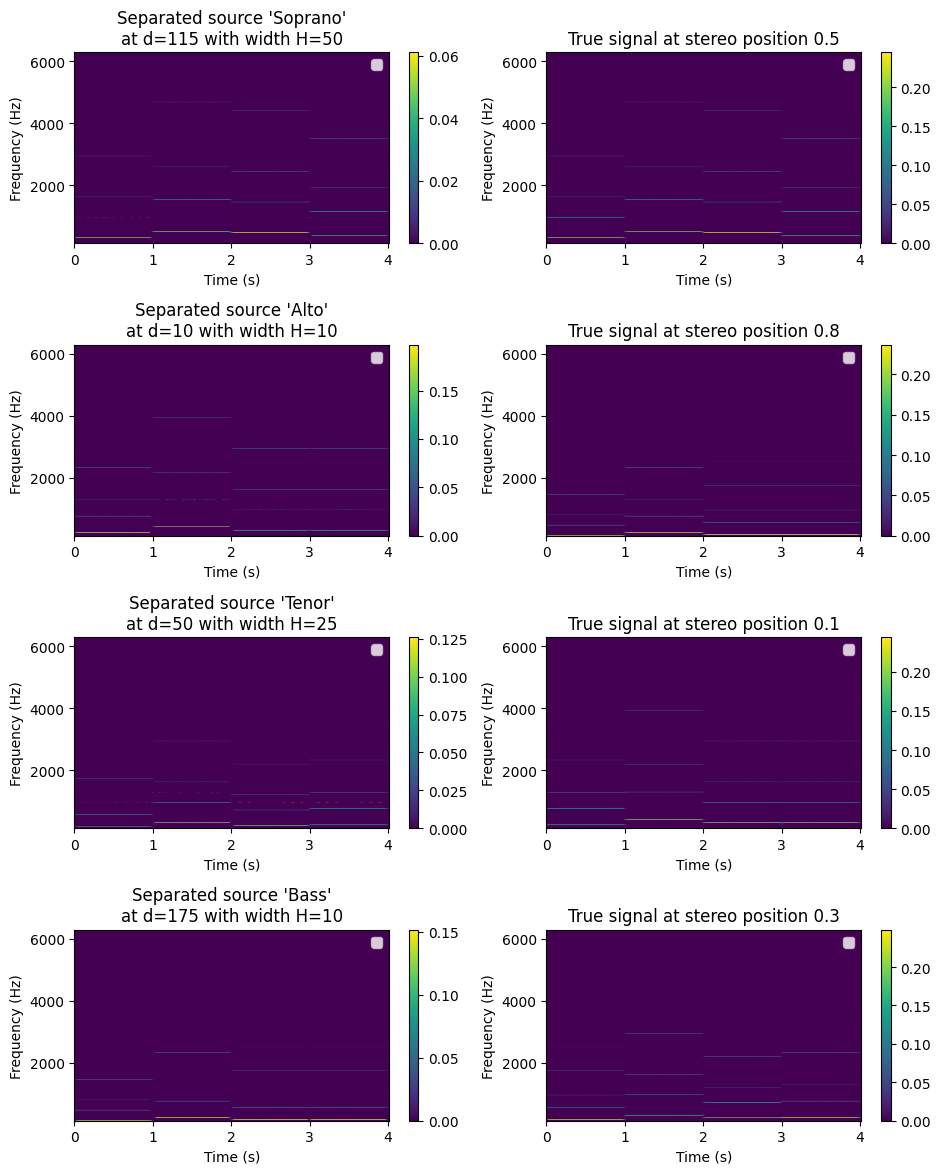 Separated source 'Soprano'
at d=115 with width H=50
True signal at stereo position 0.5
6000
4000
2000
Frequency (Hz)
0 1 2 3 4
Time (s)
0.06
0.04
0.02
0.00
6000
4000
2000
Frequency (Hz)
0 1 2 3 4
Time (s)
0.20
0.15
0.10
0.05
0.00
Separated source 'Alto'
at d=10 with width H=10
True signal at stereo position 0.8
6000
4000
2000
Frequency (Hz)
0 1 2 3 4
Time (s)
0.15
0.10
0.05
0.00
6000
4000
2000
Frequency (Hz)
0 1 2 3 4
Time (s)
0.20
0.15
0.10
0.05
0.00
Separated source 'Tenor'
at d=50 with width H=25
True signal at stereo position 0.1
6000
4000
2000
Frequency (Hz)
0 1 2 3 4
Time (s)
0.125
0.100
0.075
0.050
0.025
0.000
6000
4000
2000
Frequency (Hz)
0 1 2 3 4
Time (s)
0.20
0.15
0.10
0.05
0.00
Separated source 'Bass'
at d=175 with width H=10
True signal at stereo position 0.3
6000
4000
2000
Frequency (Hz)
0 1 2 3 4
Time (s)
0.15
0.10
0.05
0.00
6000
4000
2000
Frequency (Hz)
0 1 2 3 4
Time (s)
0.20
0.15
0.10
0.05
0.00